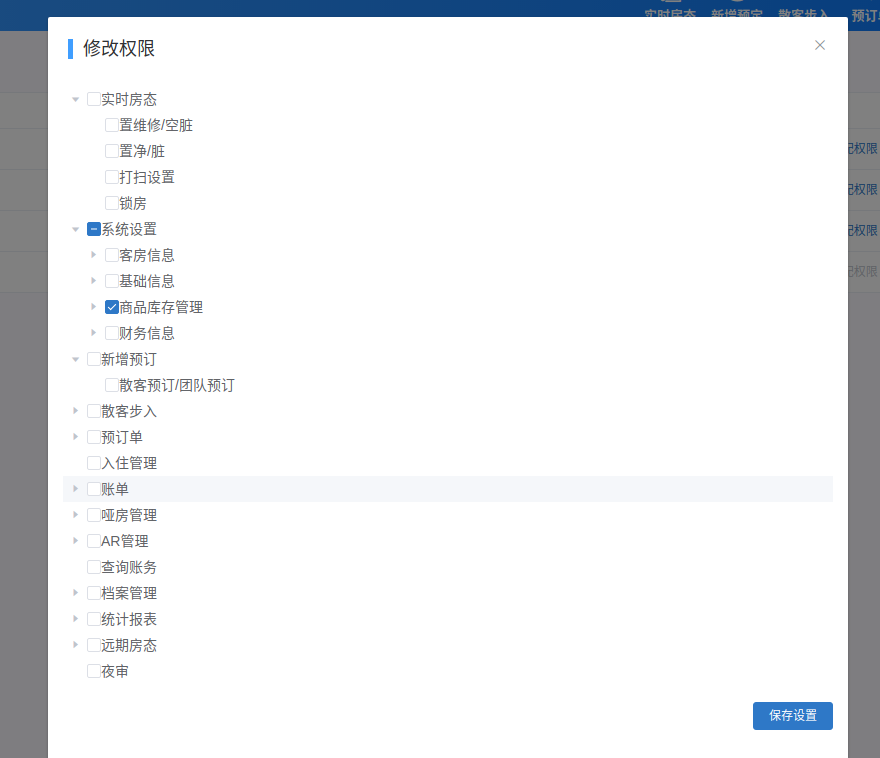 实时房态 新增预定 散客步入 预订单
修改权限
实时房态
置维修/空脏
置净/脏
打扫设置
锁房
系统设置
客房信息
基础信息
商品库存管理
财务信息
新增预订
散客预订/团队预订
散客步入
预订单
入住管理
账单
哑房管理
AR管理
查询账务
档案管理
统计报表
远期房态
夜审
保存设置
权限
权限
权限
权限